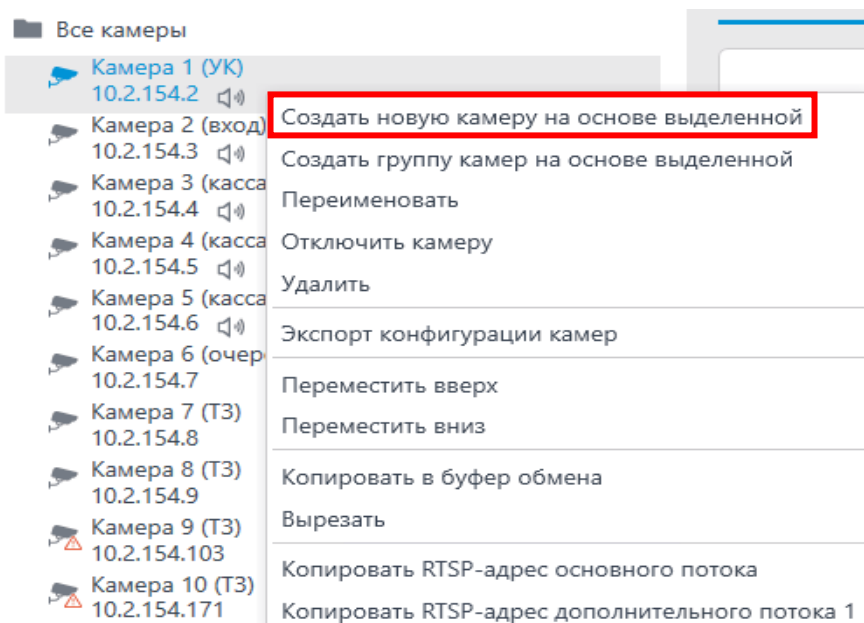 Все камеры
Камера 1 (УК)
10.2.154.2
Камера 2 (вход)
10.2.154.3
Камера 3 (касса
10.2.154.4
Камера 4 (касса
10.2.154.5
Камера 5 (касса
10.2.154.6
Камера 6 (очер
10.2.154.7
Камера 7 (ТЗ)
10.2.154.8
Камера 8 (ТЗ)
10.2.154.9
Камера 9 (ТЗ)
10.2.154.103
Камера 10 (ТЗ)
10.2.154.171
Создать новую камеру на основе выделенной
Создать группу камер на основе выделенной
Переименовать
Отключить камеру
Удалить
Экспорт конфигурации камер
Переместить вверх
Переместить вниз
Копировать в буфер обмена
Вырезать
Копировать RTSP-адрес основного потока
Копировать RTSP-адрес дополнительного потока 1